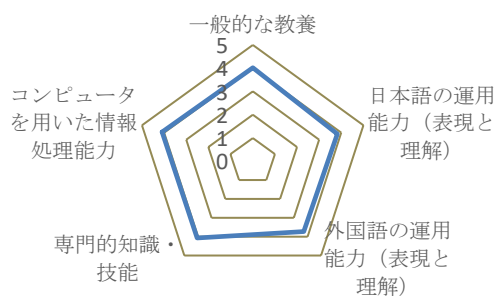 一般的な教養
5
4
3
2
1
0
日本語の運用
能力（表現と
理解）
外国語の運用
能力（表現と
理解）
専門的知識・
技能
コンピュータ
を用いた情報
処理能力